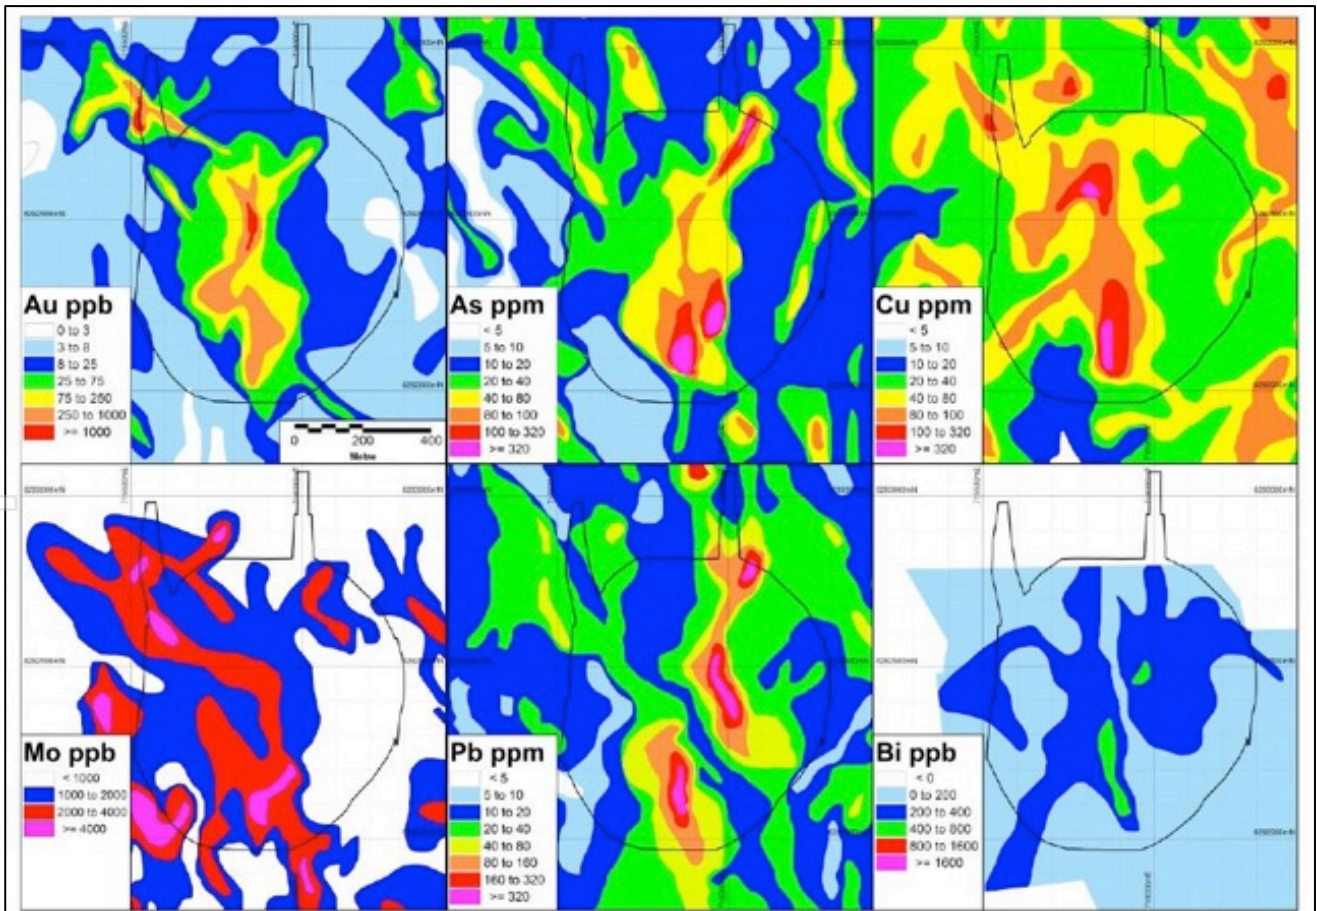 Au ppb
0 to 3
3 to 8
8 to 25
25 to 75
75 to 250
250 to 1000
>= 1000
0 200 400
Metre
As ppm
< 5
5 to 10
10 to 20
20 to 40
40 to 80
80 to 100
100 to 320
>= 320
Cu ppm
< 5
5 to 10
10 to 20
20 to 40
40 to 80
80 to 100
100 to 320
>= 320
Mo ppb
< 1000
1000 to 2000
2000 to 4000
>= 4000
Pb ppm
< 5
5 to 10
10 to 20
20 to 40
40 to 80
80 to 160
160 to 320
>= 320
Bi ppb
< 0
0 to 200
200 to 400
400 to 800
800 to 1600
>= 1600